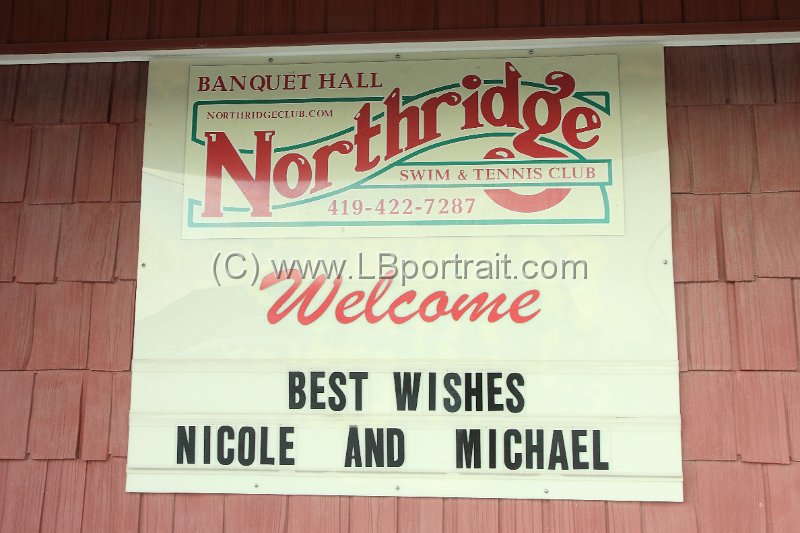 BANQUET HALL
NORTHRIDGECLUB.COM
Northridge
SWIM & TENNIS CLUB
419-422-7287
(C) www.LBportrait.com
Welcome
BEST WISHES
NICOLE AND MICHAEL